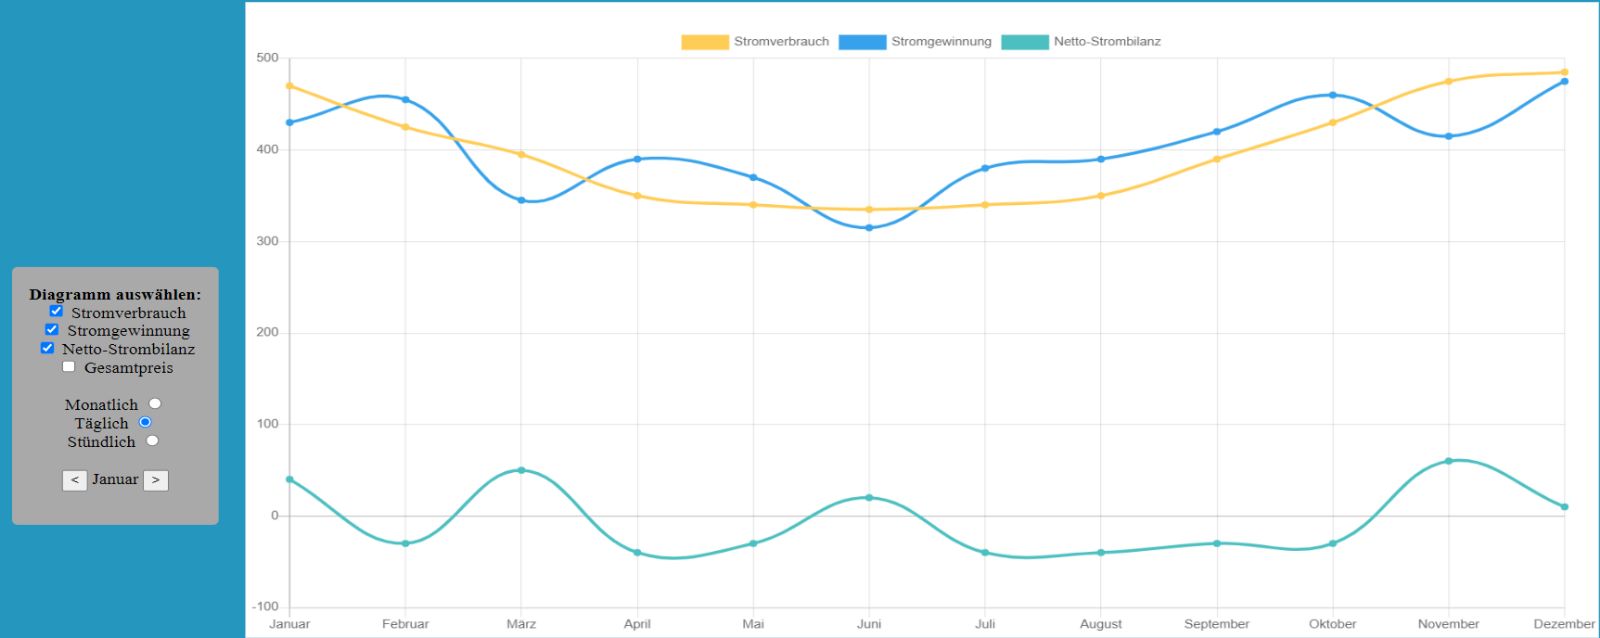 Stromverbrauch Stromgewinnung Netto-Strombilanz
500
400
300
200
100
0
-100
Januar Februar März April Mai Juni Juli August September Oktober November Dezember
Diagramm auswählen:
Stromverbrauch
Stromgewinnung
Netto-Strombilanz
Gesamtpreis
Monatlich
Täglich
Stündlich
< Januar >